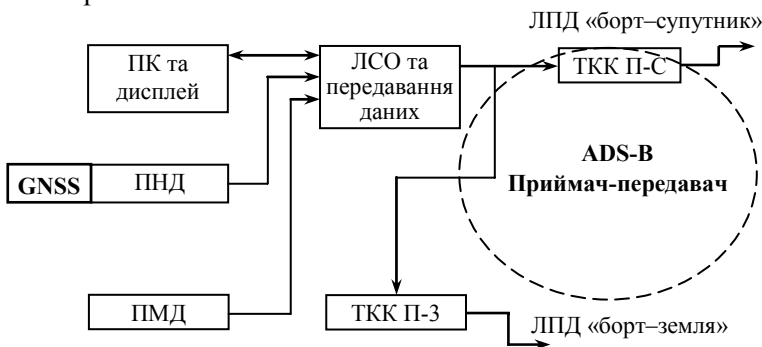 ЛПД «борт–супутник»
ПК та
дисплей
ЛСО та
передавання
даних
ТКК П-С
ADS-B
Приймач-передавач
GNSS
ПНД
ПМД
ТКК П-З
ЛПД «борт–земля»